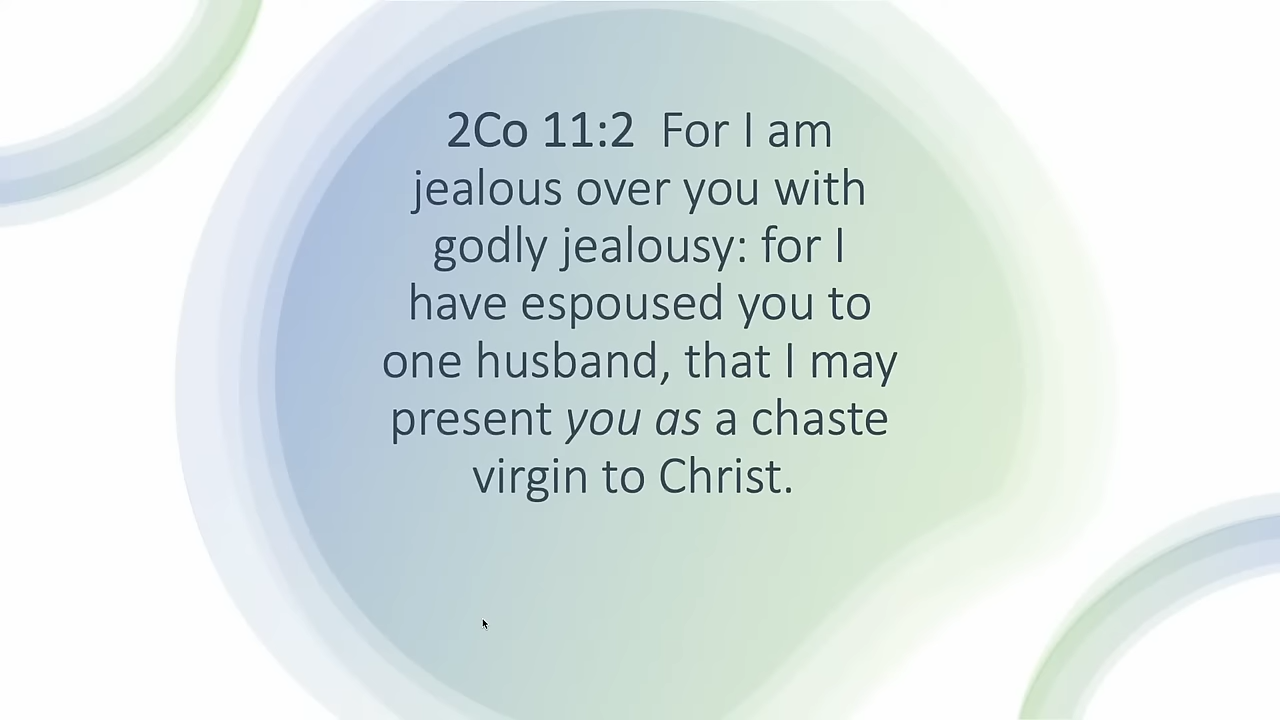 2Co 11:2  For I am
jealous over you with
godly jealousy: for I
have espoused you to
one husband, that I may
present you as a chaste
virgin to Christ.